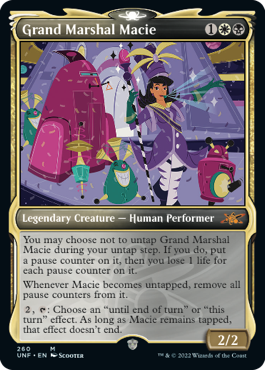 Grand Marshal Macie 1
Legendary Creature — Human Performer
You may choose not to untap Grand Marshal
Macie during your untap step. If you do, put
a pause counter on it, then you lose 1 life for
each pause counter on it.
Whenever Macie becomes untapped, remove all
pause counters from it.
2, : Choose an “until end of turn” or “this
turn” effect. As long as Macie remains tapped,
that effect doesn't end.
2/2
260 M
UNF • EN SCOOTER
™ & © 2022 Wizards of the Coast